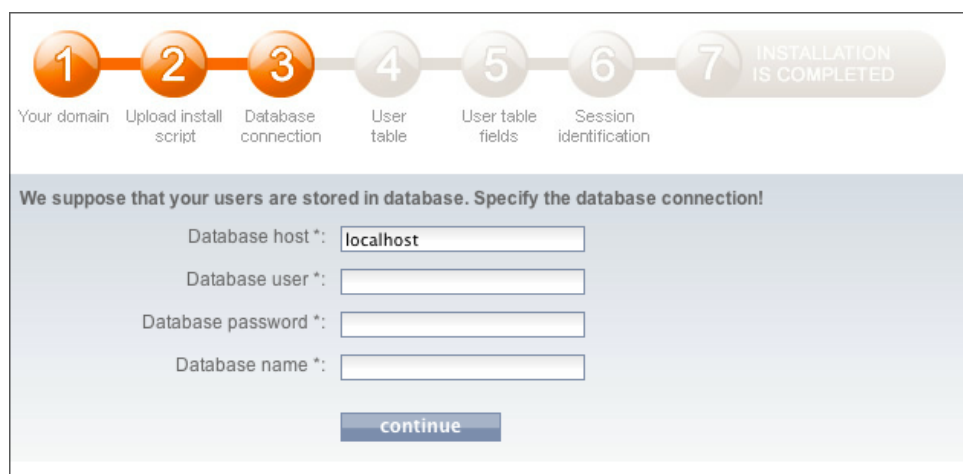 1 2 3 4 5 6 7 INSTALLATION
IS COMPLETED
Your domain Upload install Database User User table Session
script connection table fields identification
We suppose that your users are stored in database. Specify the database connection!
Database host *: localhost
Database user *:
Database password *:
Database name *:
continue